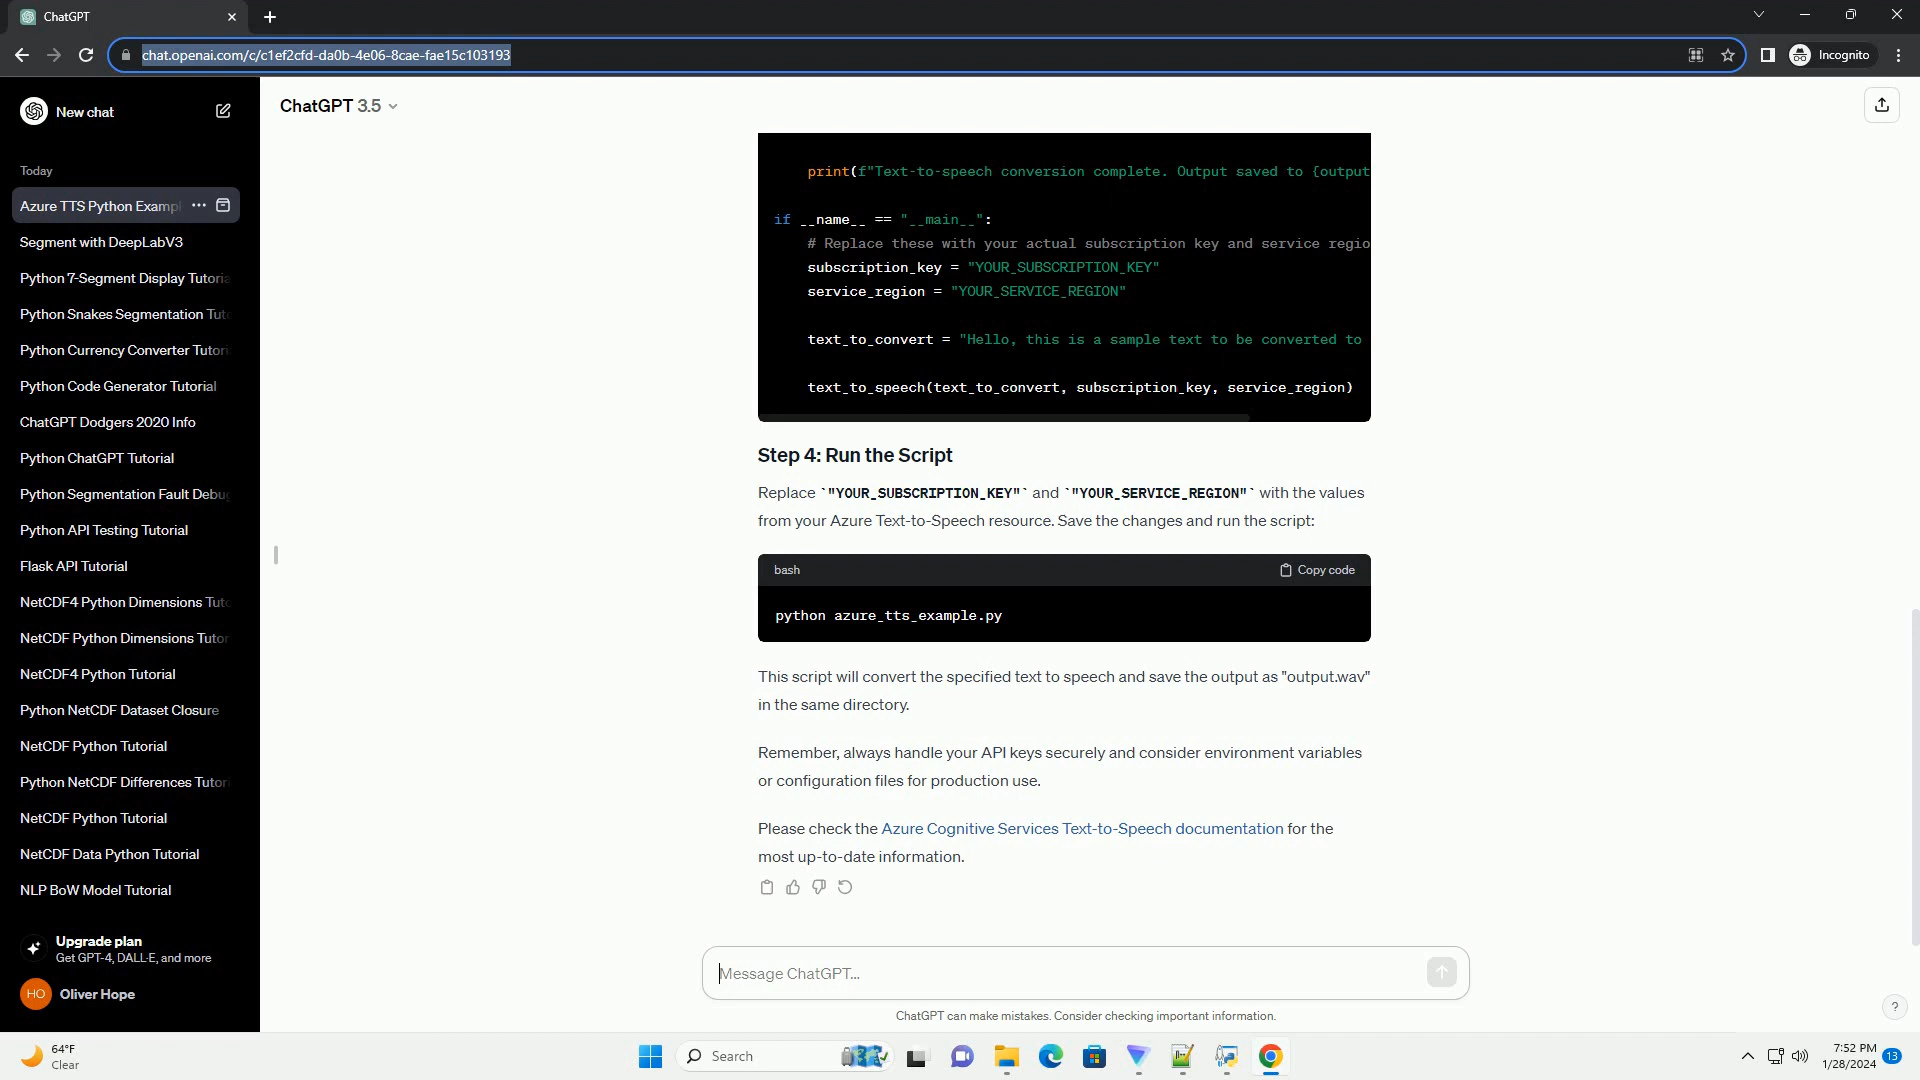 ChatGPT
chat.openai.com/c/c1ef2cfd-da0b-4e06-8cae-fae15c103193
Incognito
New chat
Today
Azure TTS Python Exampl
Segment with DeepLabV3
Python 7-Segment Display Tutoria
Python Snakes Segmentation Tuto
Python Currency Converter Tutori
Python Code Generator Tutorial
ChatGPT Dodgers 2020 Info
Python ChatGPT Tutorial
Python Segmentation Fault Debug
Python API Testing Tutorial
Flask API Tutorial
NetCDF4 Python Dimensions Tuto
NetCDF Python Dimensions Tutor
NetCDF4 Python Tutorial
Python NetCDF Dataset Closure
NetCDF Python Tutorial
Python NetCDF Differences Tutori
NetCDF Python Tutorial
NetCDF Data Python Tutorial
NLP BoW Model Tutorial
Upgrade plan
Get GPT-4, DALL·E, and more
HO Oliver Hope
ChatGPT 3.5
print(f"Text-to-speech conversion complete. Output saved to {output
if __name__ == "__main__":
# Replace these with your actual subscription key and service regio
subscription_key = "YOUR_SUBSCRIPTION_KEY"
service_region = "YOUR_SERVICE_REGION"
text_to_convert = "Hello, this is a sample text to be converted to
text_to_speech(text_to_convert, subscription_key, service_region)
Step 4: Run the Script
Replace `"YOUR_SUBSCRIPTION_KEY"` and `"YOUR_SERVICE_REGION"` with the values
from your Azure Text-to-Speech resource. Save the changes and run the script:
bash
Copy code
python azure_tts_example.py
This script will convert the specified text to speech and save the output as "output.wav"
in the same directory.
Remember, always handle your API keys securely and consider environment variables
or configuration files for production use.
Please check the Azure Cognitive Services Text-to-Speech documentation for the
most up-to-date information.
Message ChatGPT...
ChatGPT can make mistakes. Consider checking important information.
?
64°F
Clear
Search
7:52 PM
1/28/2024
13